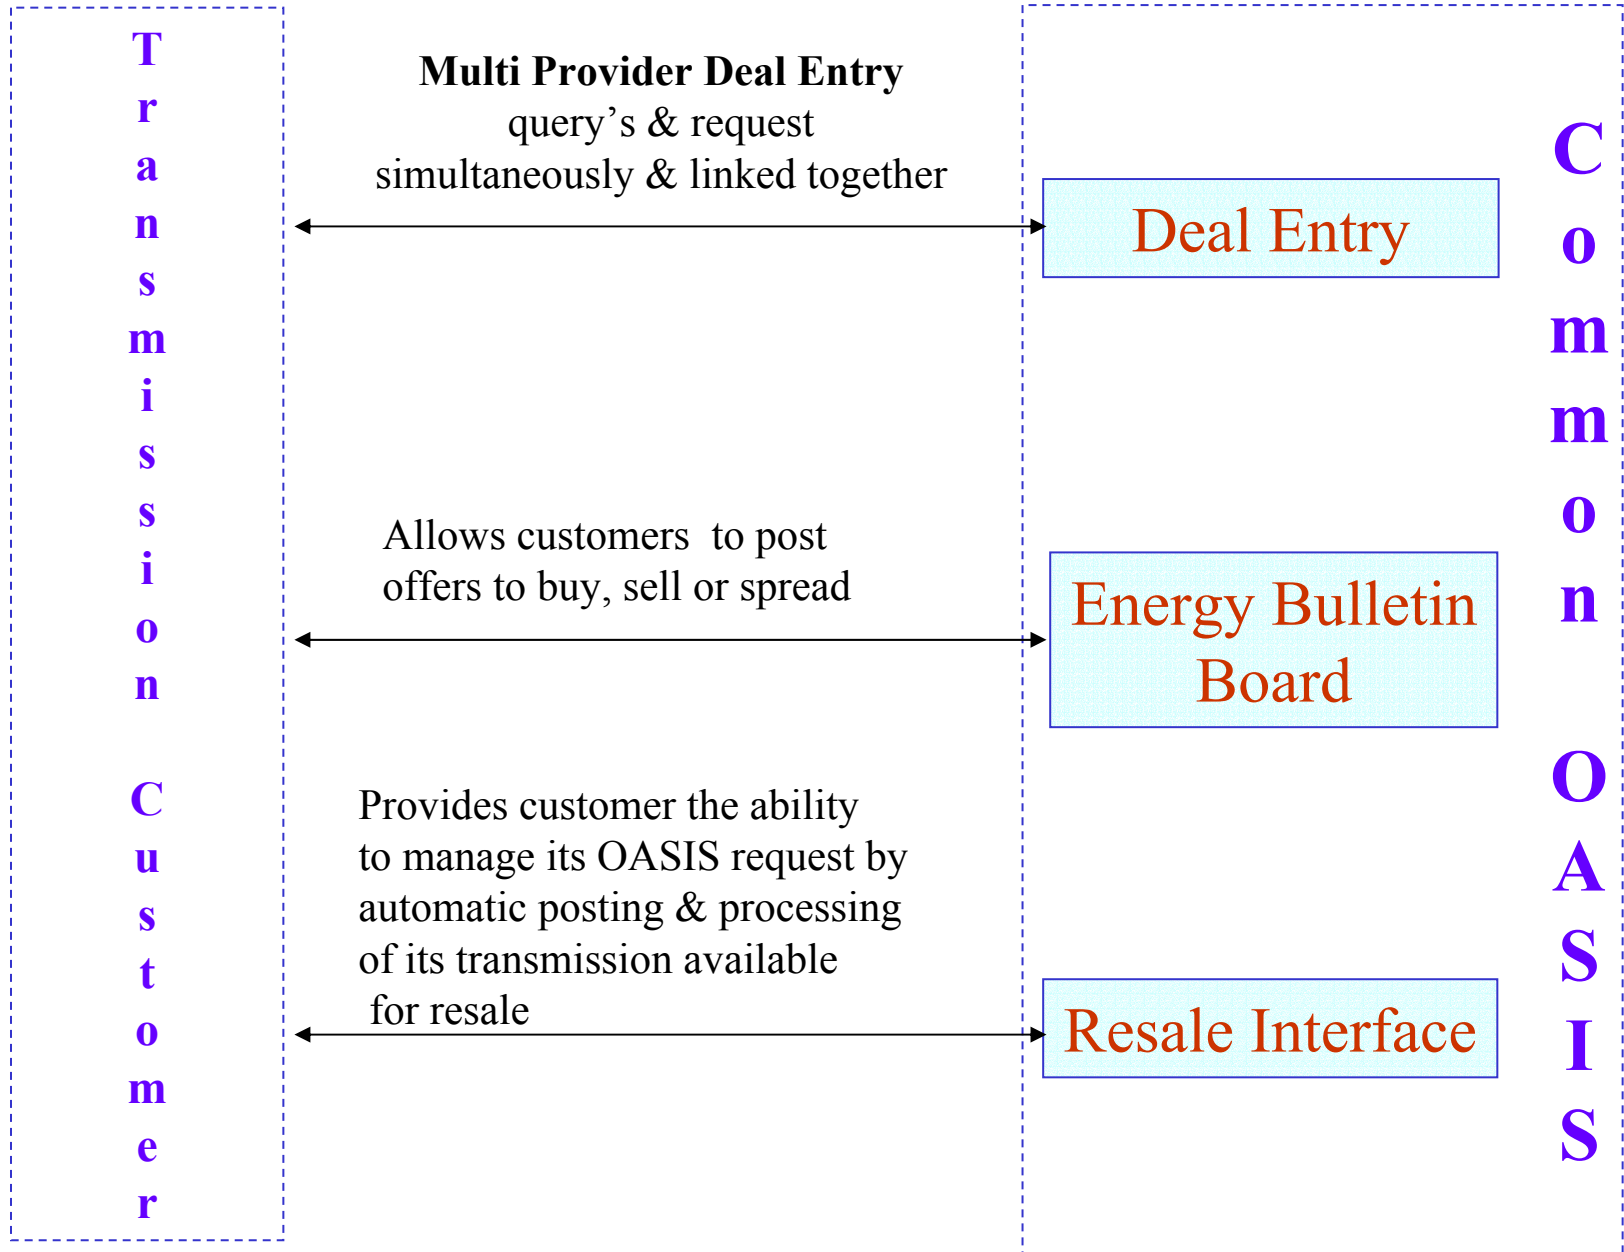 Transmission Customer
Multi Provider Deal Entry
query’s & request
simultaneously & linked together
Deal Entry
Allows customers  to post
offers to buy, sell or spread
Energy Bulletin
Board
Provides customer the ability
to manage its OASIS request by
automatic posting & processing
of its transmission available
for resale
Resale Interface
Common OASIS